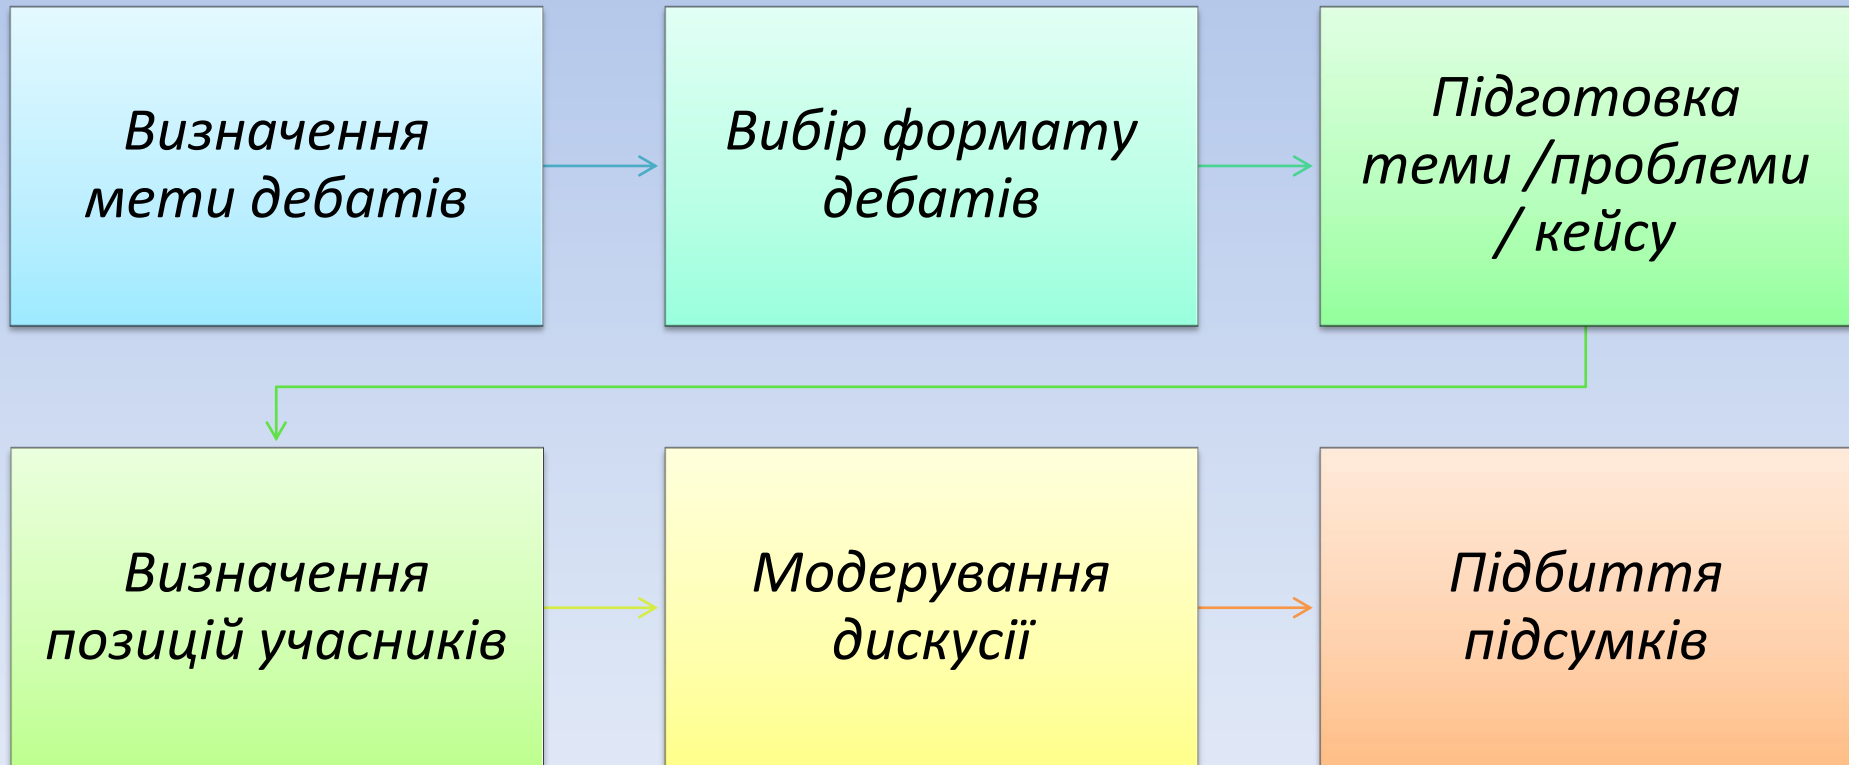 Визначення
мети дебатів
Вибір формату
дебатів
Підготовка
теми /проблеми
/ кейсу
Визначення
позицій учасників
Модерування
дискусії
Підбиття
підсумків